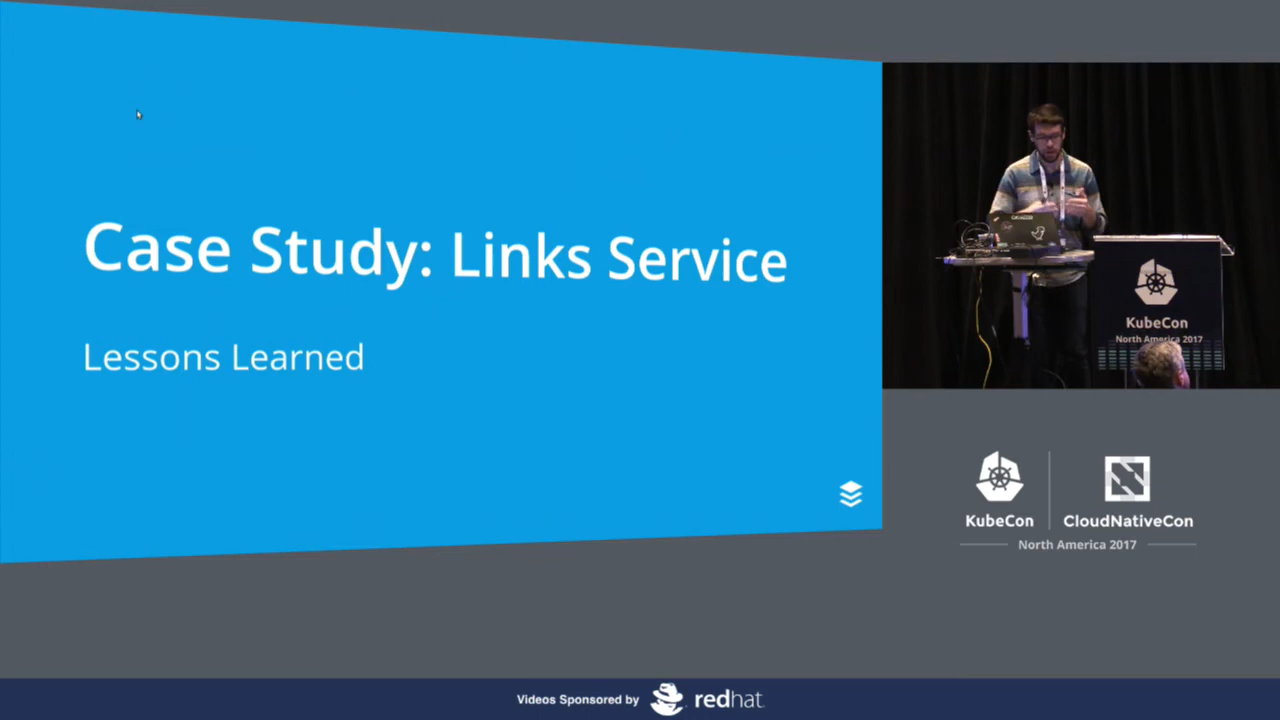 Case Study: Links Service
Lessons Learned
KubeCon
North America 2017
KubeCon
CloudNativeCon
North America 2017
Videos Sponsored by
redhat